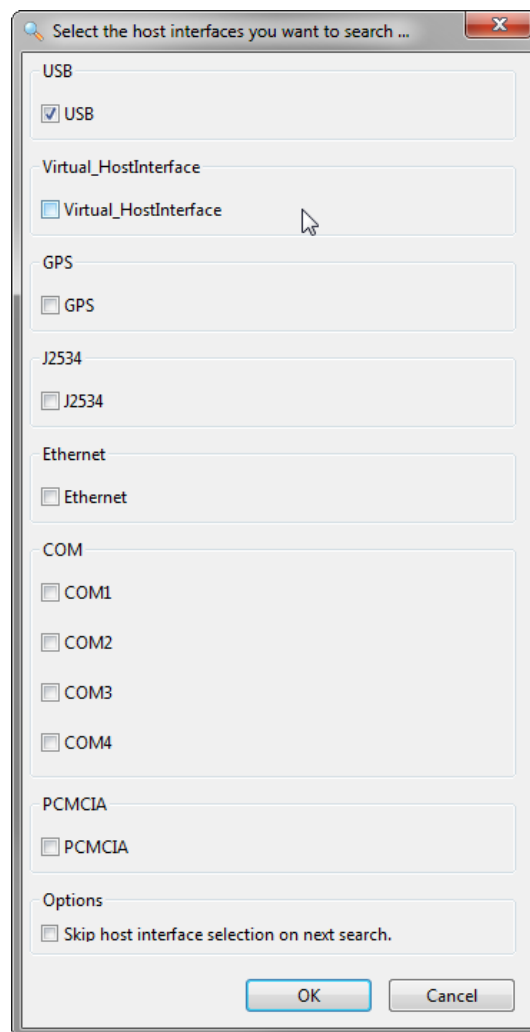 Select the host interfaces you want to search ...
USB
USB
Virtual_HostInterface
Virtual_HostInterface
GPS
GPS
J2534
J2534
Ethernet
Ethernet
COM
COM1
COM2
COM3
COM4
PCMCIA
PCMCIA
Options
Skip host interface selection on next search.
OK
Cancel